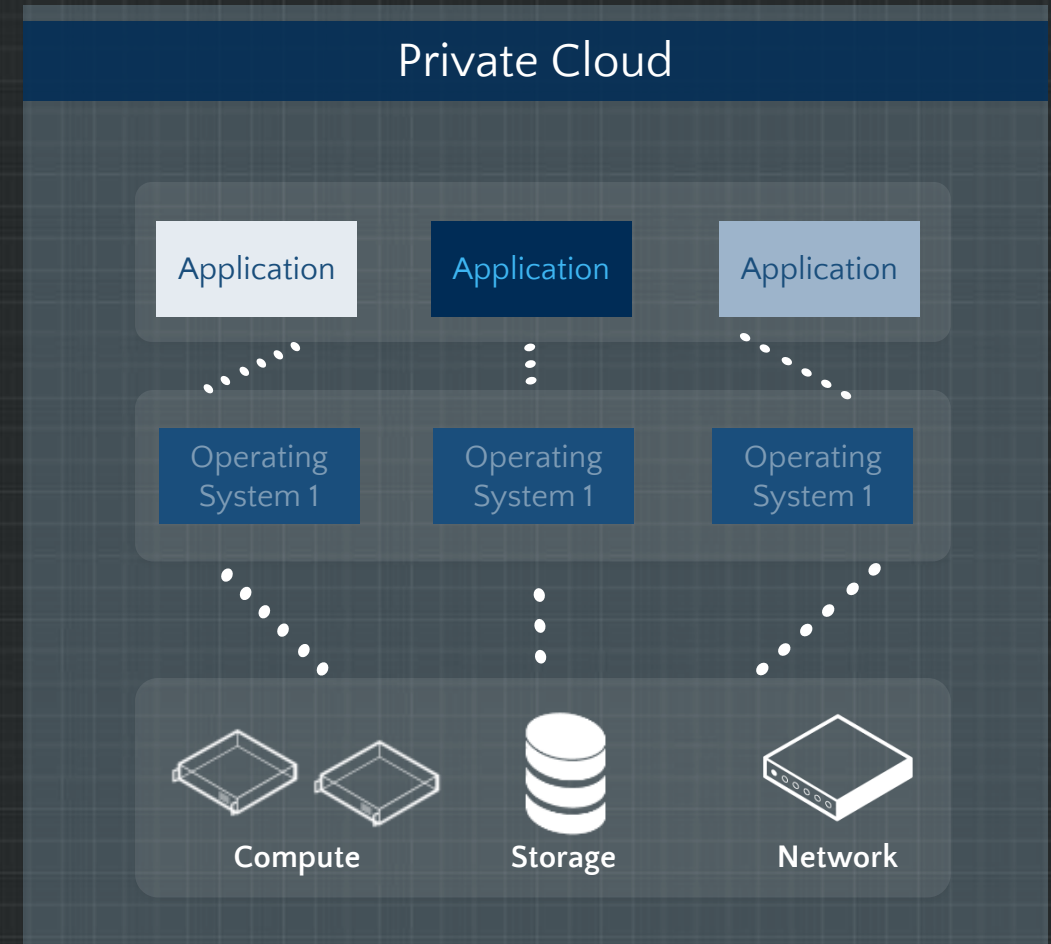 Private Cloud
Application
Application
Application
Operating
System 1
Operating
System 1
Operating
System 1
Compute
Storage
Network